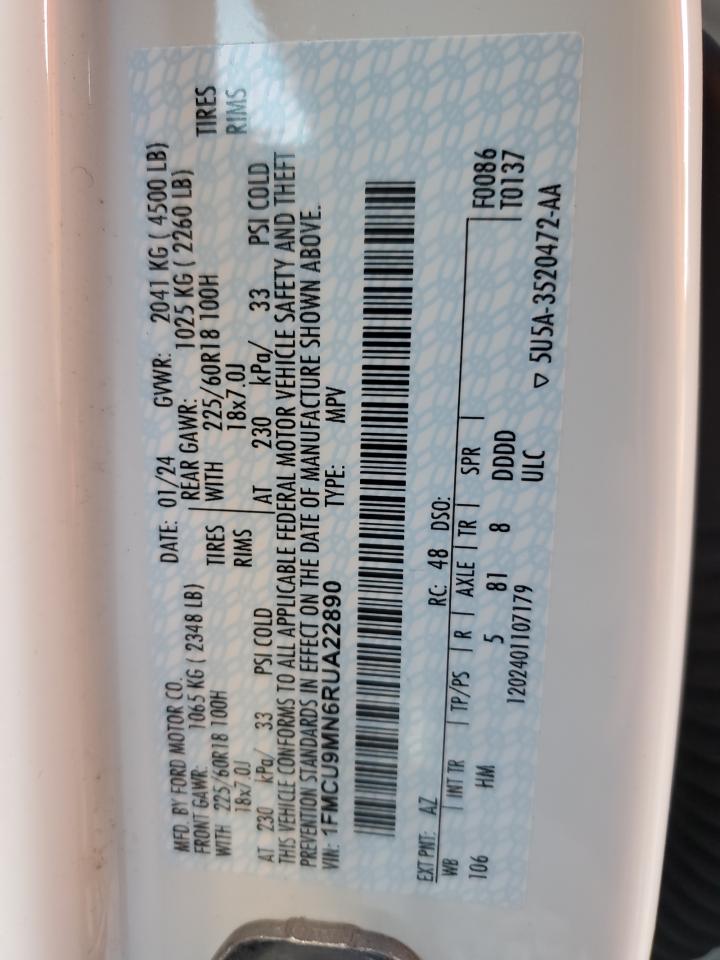 MFD. BY FORD MOTOR CO.
DATE: 01/24 GVWR: 2041 KG ( 4500 LB)
FRONT GAWR: 1065 KG ( 2348 LB) REAR GAWR: 1025 KG ( 2260 LB)
WITH 225/60R18 100H TIRES WITH 225/60R18 100H TIRES
18x7.0J RIMS 18x7.0J RIMS
AT 230 kPa/ 33 PSI COLD AT 230 kPa/ 33 PSI COLD
THIS VEHICLE CONFORMS TO ALL APPLICABLE FEDERAL MOTOR VEHICLE SAFETY AND THEFT
PREVENTION STANDARDS IN EFFECT ON THE DATE OF MANUFACTURE SHOWN ABOVE.
VIN: 1FMCU9MN6RUA22890 TYPE: MPV
EXT PNT: AZ RC: 48 DSO: F0086
WB INT TR TP/PS R AXLE TR SPR T0137
106 HM 5 81 8 DDDD
ULC
1202401107179
▽ 5U5A-3520472-AA